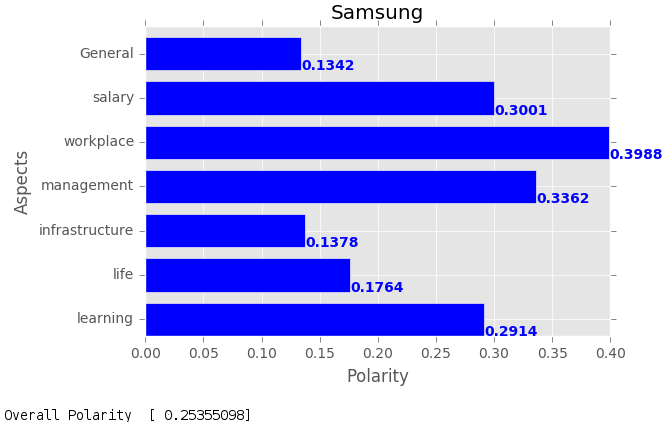 Samsung
General
0.1342
salary
0.3001
workplace
0.3988
management
0.3362
infrastructure
0.1378
life
0.1764
learning
0.2914
Aspects
0.00 0.05 0.10 0.15 0.20 0.25 0.30 0.35 0.40
Polarity
Overall Polarity  [ 0.25355098]